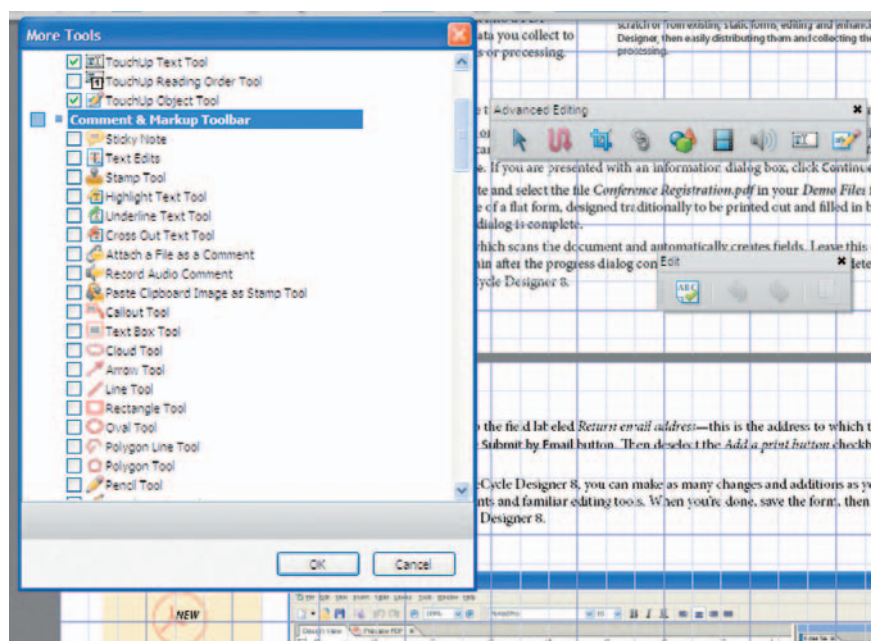 More Tools
TouchUp Text Tool
TouchUp Reading Order Tool
TouchUp Object Tool
Comment & Markup Toolbar
Sticky Note
Text Edits
Stamp Tool
Highlight Text Tool
Underline Text Tool
Cross Out Text Tool
Attach a File as a Comment
Record Audio Comment
Paste Clipboard Image as Stamp Tool
Callout Tool
Text Box Tool
Cloud Tool
Arrow Tool
Line Tool
Rectangle Tool
Oval Tool
Polygon Line Tool
Polygon Tool
Pencil Tool
OK Cancel
ata you collect to
s or processing.
scratch or from existing static forms, editing and enhanc
Designer, then easily distributing them and collecting the
processing.
Advanced Editing
e. If you are presented with an information dialog box, click Continue
te and select the file Conference Registration.pdf in your Demo Files
e of a flat form, designed traditionally to be printed out and filled in b
dialog is complete.
which scans the document and automatically creates fields. Leave this
ain after the progress dialog con
Edit
ABC
ycle Designer 8.
o the field labeled Return email address—this is the address to which t
Submit by Email button. Then deselect the Add a print button checkb
eCycle Designer 8, you can make as many changes and additions as yo
nts and familiar editing tools. When you're done, save the form, then
Designer 8.
NEW